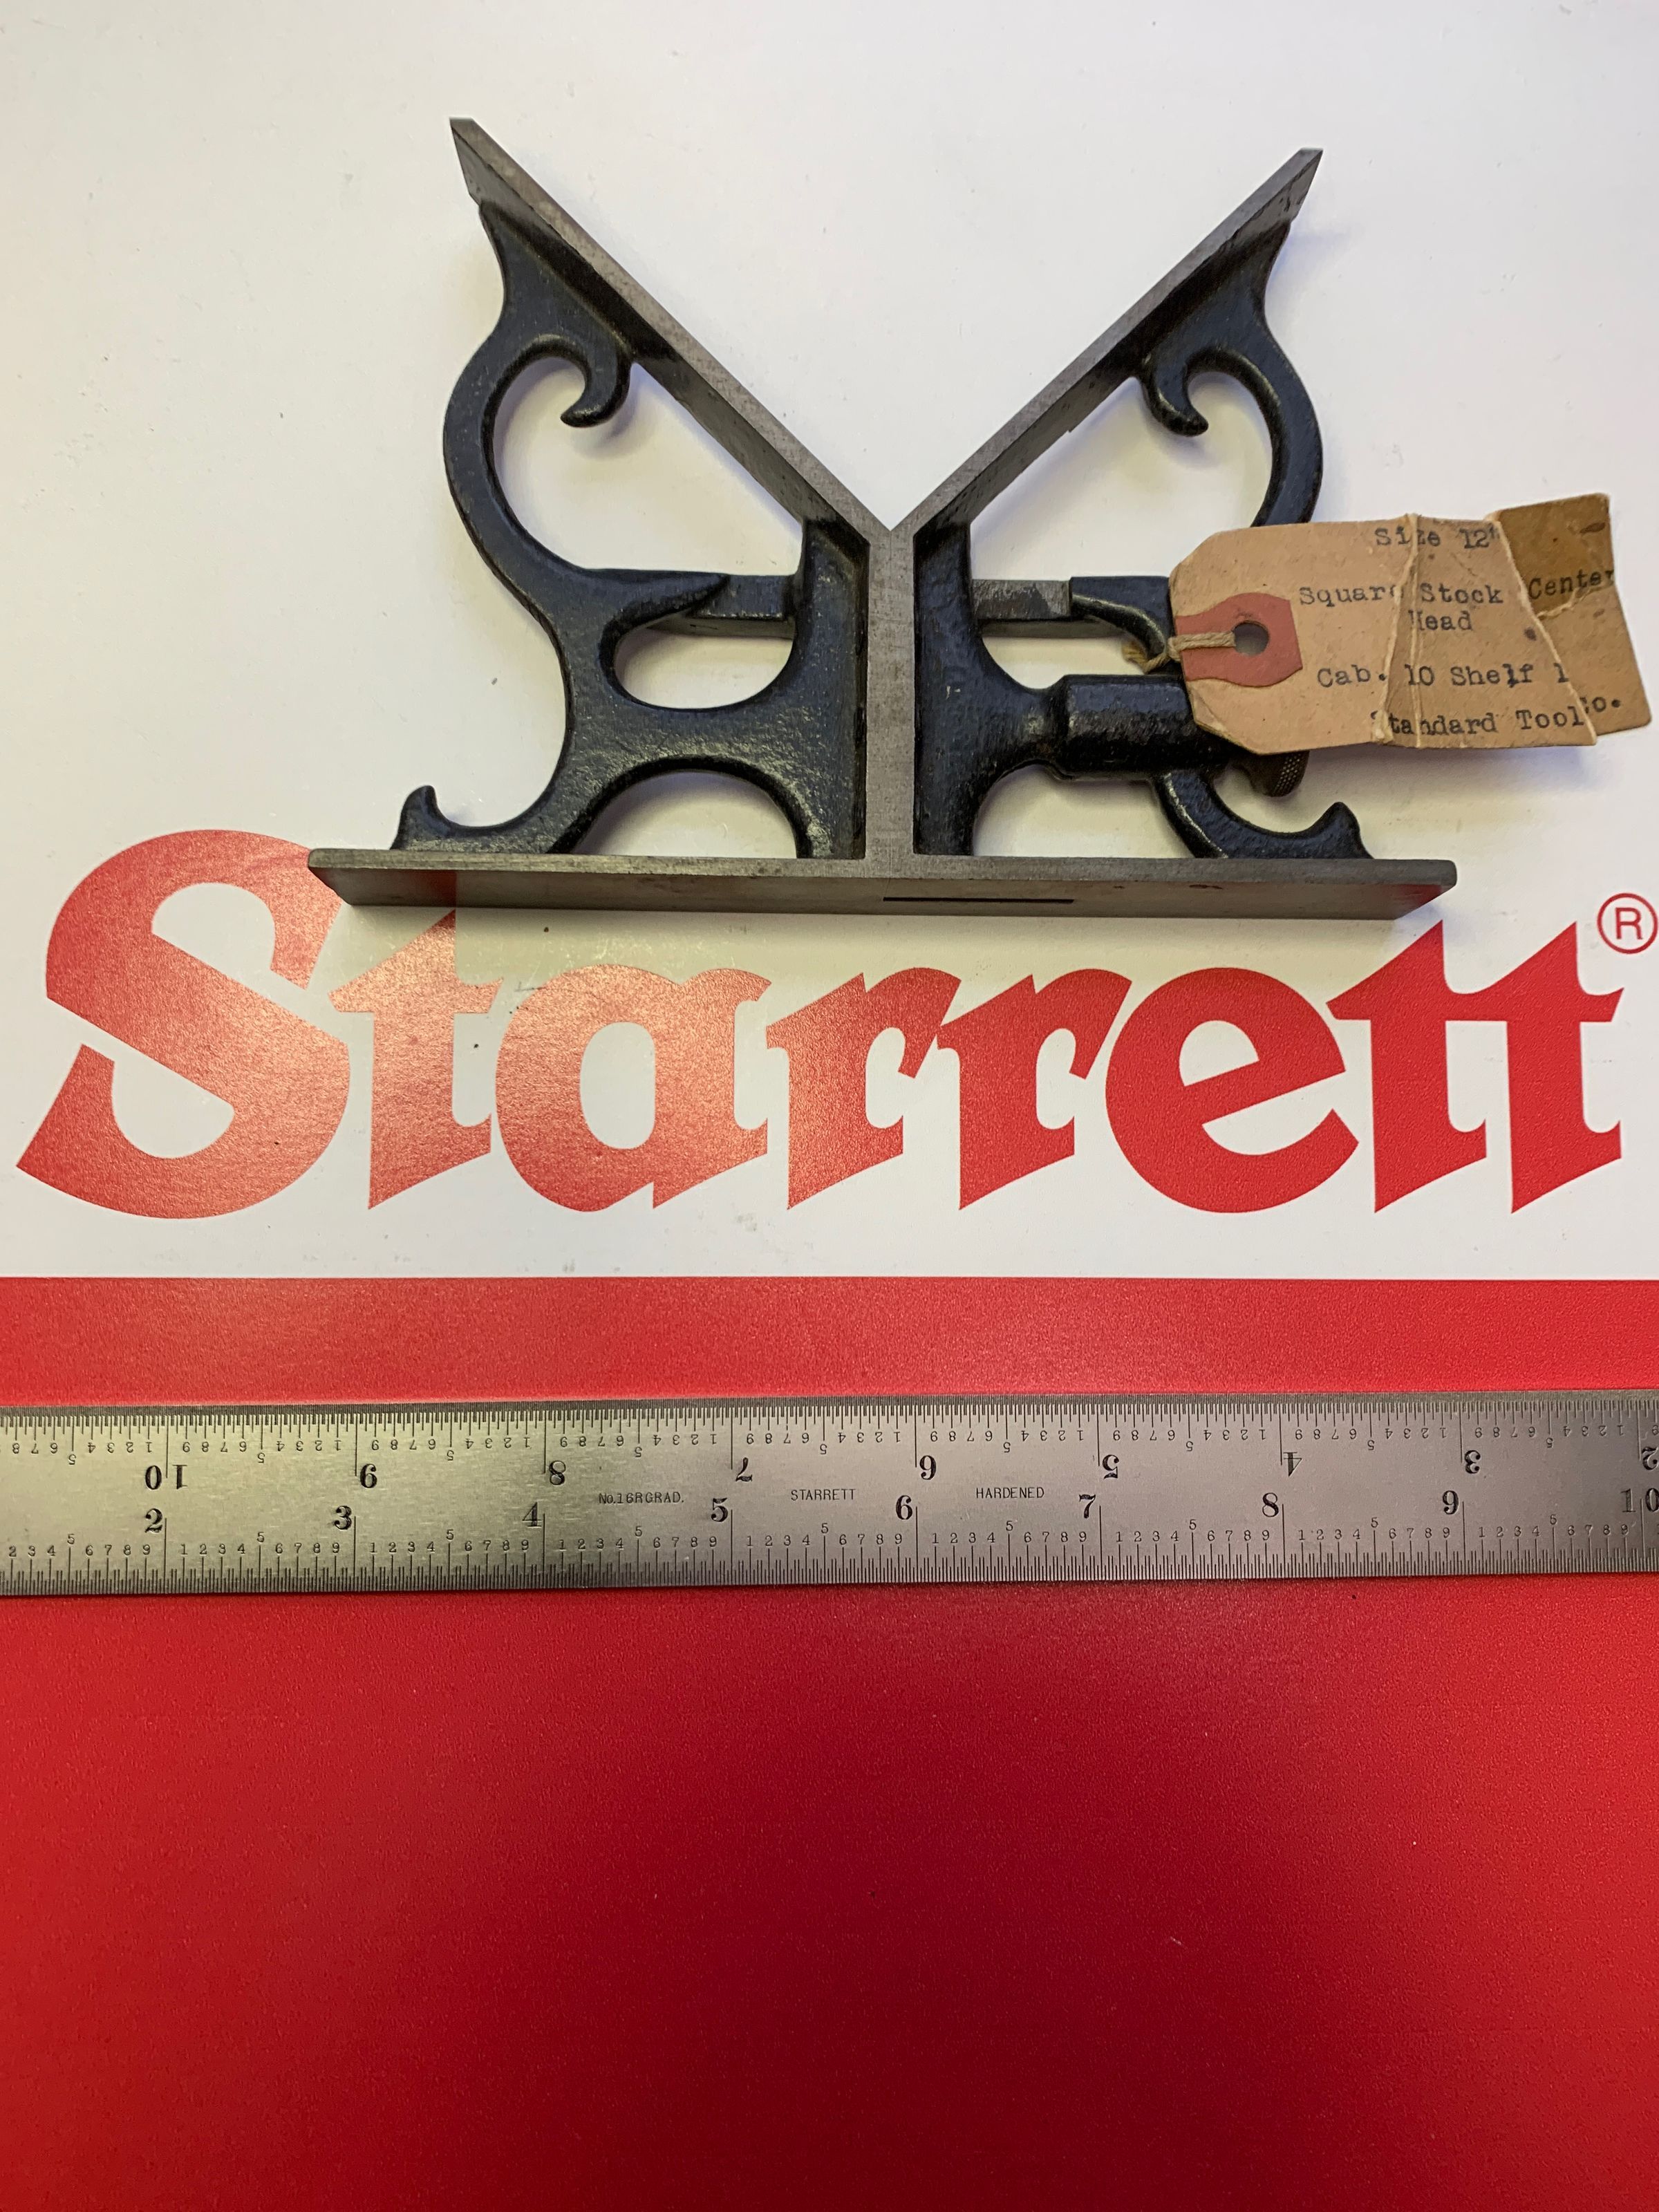 Size 12"
Square Stock Center
Head
Cab. 10 Shelf 1
Standard Tool Co.
Starrett®
10 9 8 7 6 5 4 3 2
No.16R GRAD. STARRETT HARDENED
2 3 4 5 6 7 8 9 10